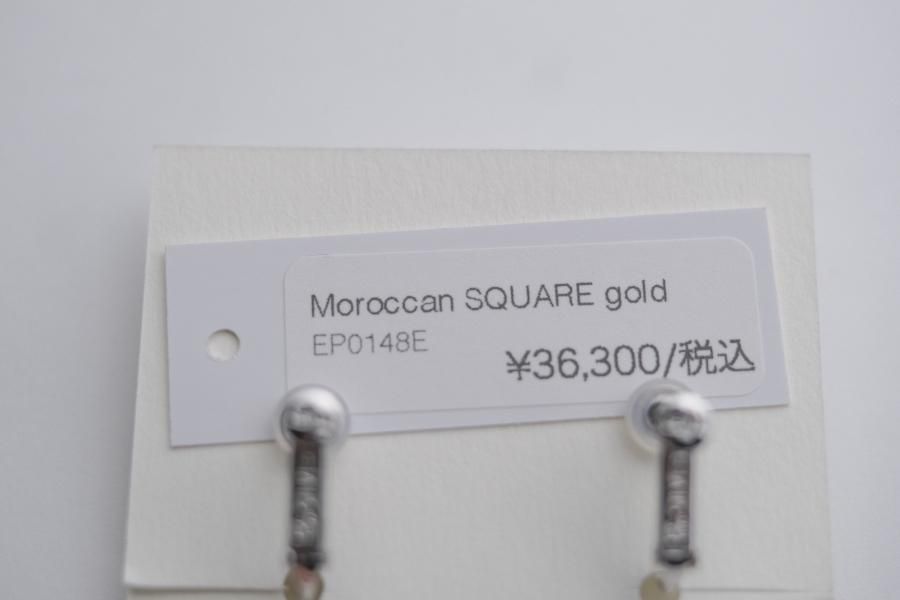 Moroccan SQUARE gold
EP0148E
¥36,300/税込